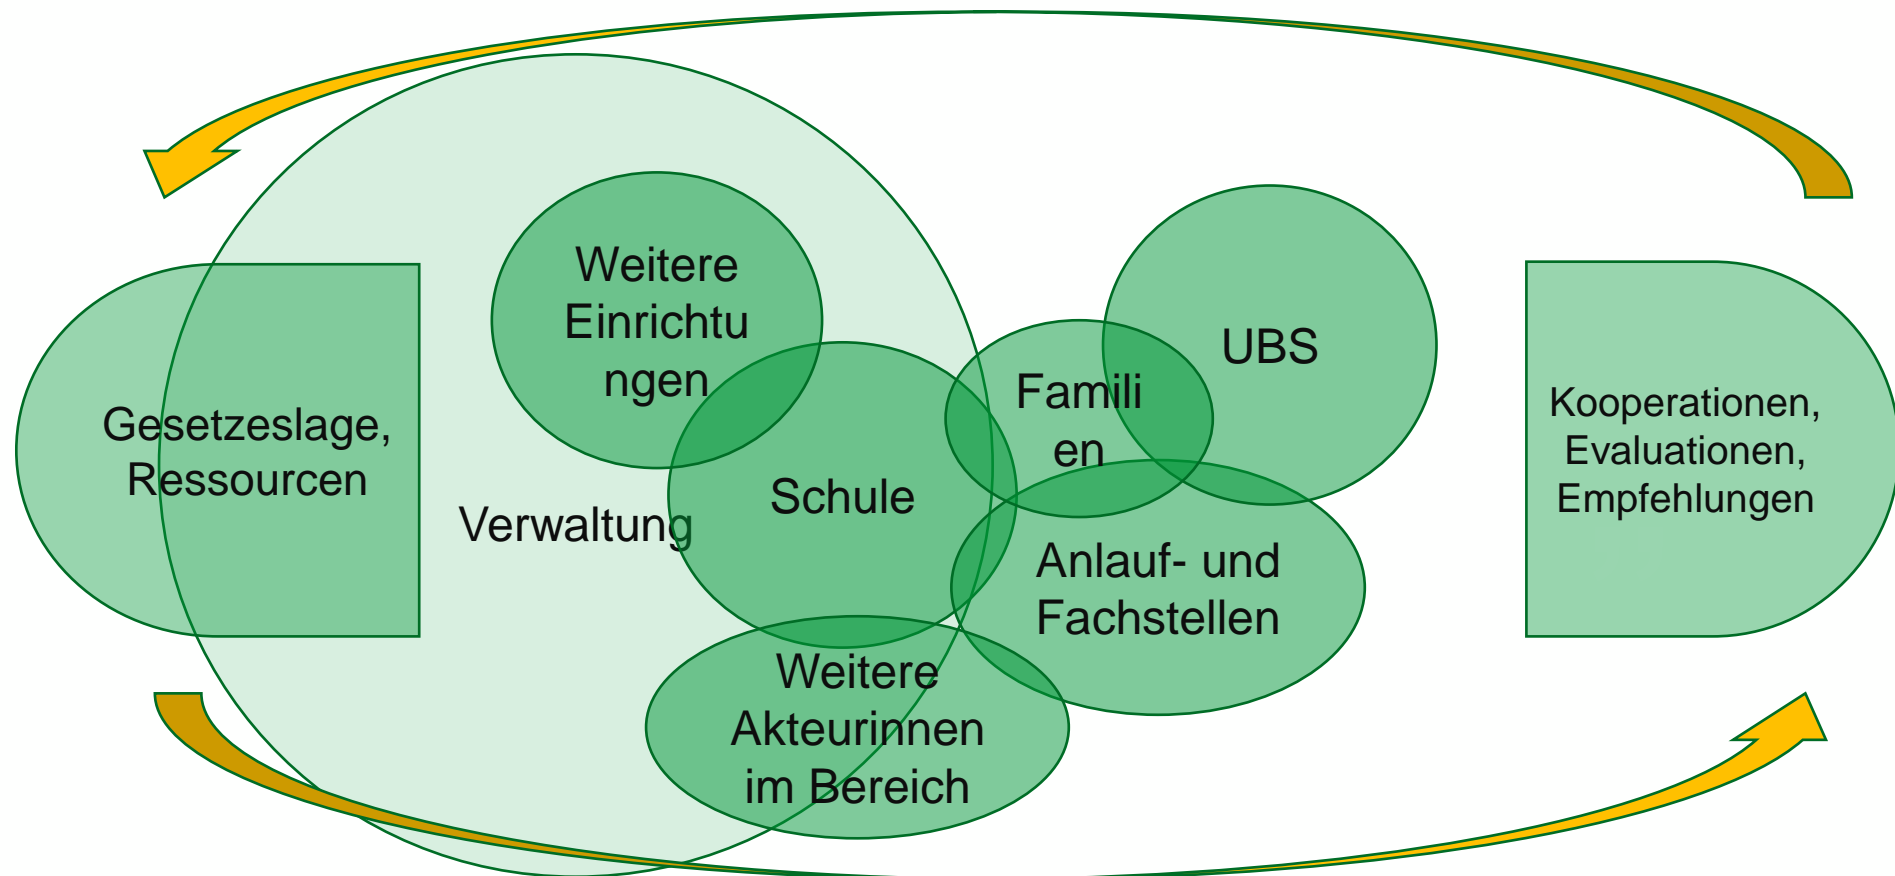 Weitere
Einrichtu
ngen
UBS
Famili
en
Gesetzeslage,
Ressourcen
Kooperationen,
Evaluationen,
Empfehlungen
Schule
Verwaltung
Anlauf- und
Fachstellen
Weitere
Akteurinnen
im Bereich